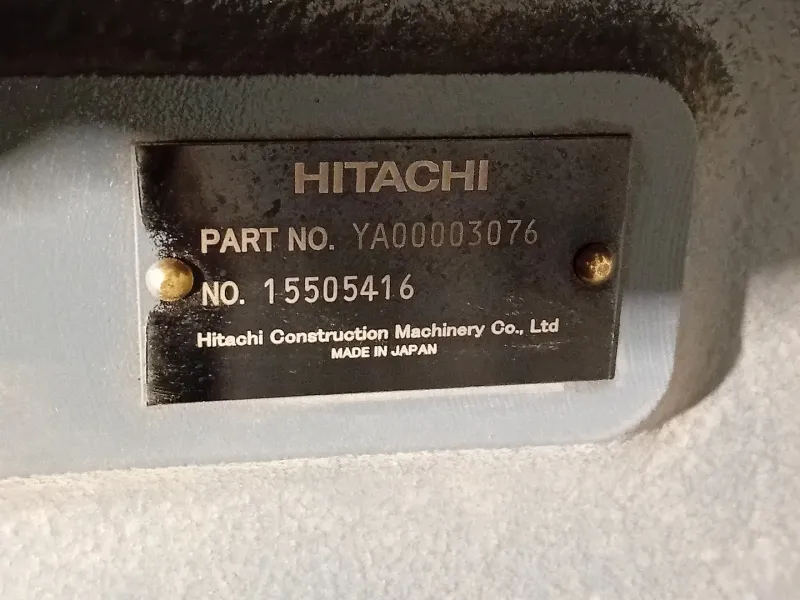 HITACHI
PART NO. YA00003076
NO. 15505416
Hitachi Construction Machinery Co., Ltd
MADE IN JAPAN